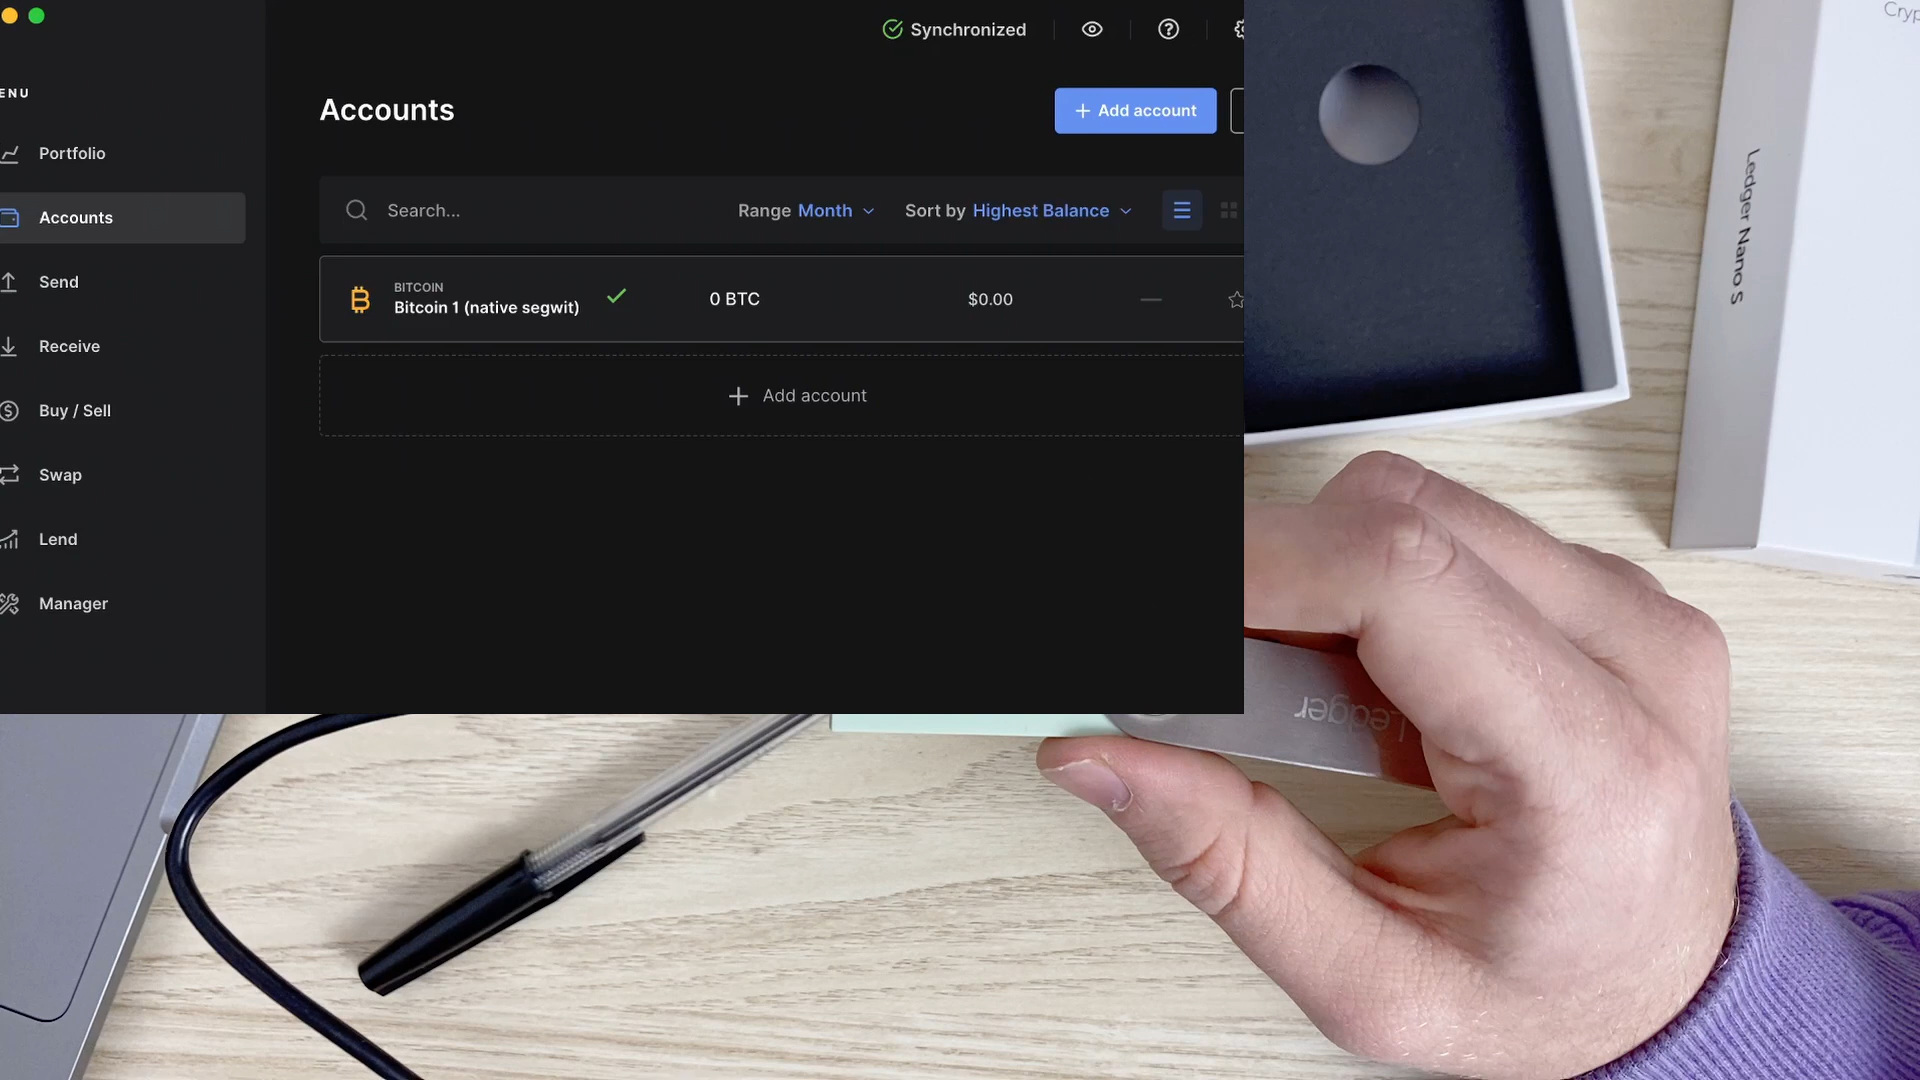 Synchronized
ENU
Accounts
+ Add account
Portfolio
Accounts
Send
Receive
Buy / Sell
Swap
Lend
Manager
Search...
Range Month
Sort by Highest Balance
BITCOIN
Bitcoin 1 (native segwit)
0 BTC
$0.00
—
+ Add account
Cryp
Ledger Nano S
Ledger